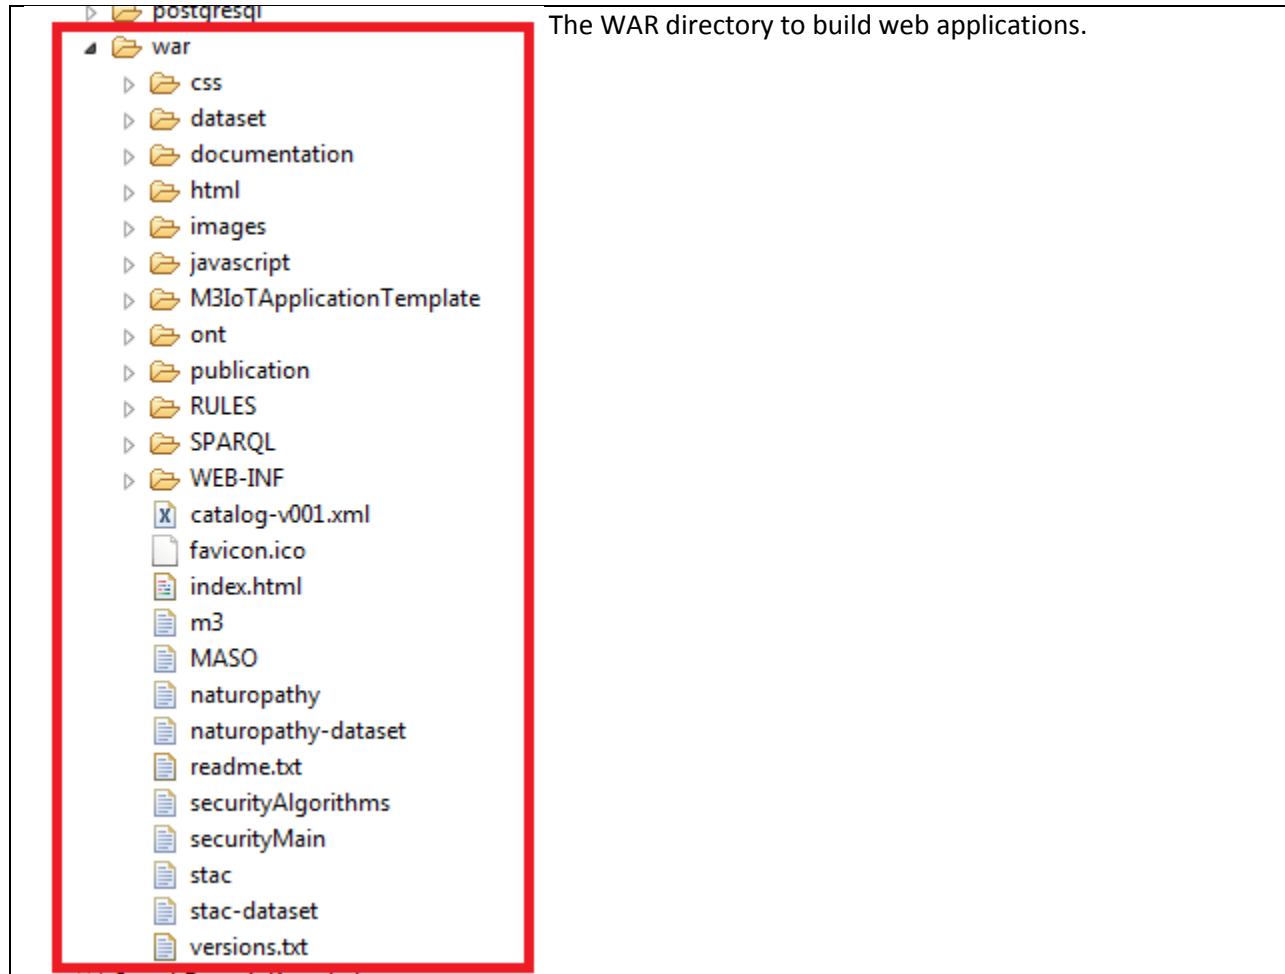 postgresql
The WAR directory to build web applications.
war
css
dataset
documentation
html
images
javascript
M3IoTApplicationTemplate
ont
publication
RULES
SPARQL
WEB-INF
catalog-v001.xml
favicon.ico
index.html
m3
MASO
naturopathy
naturopathy-dataset
readme.txt
securityAlgorithms
securityMain
stac
stac-dataset
versions.txt